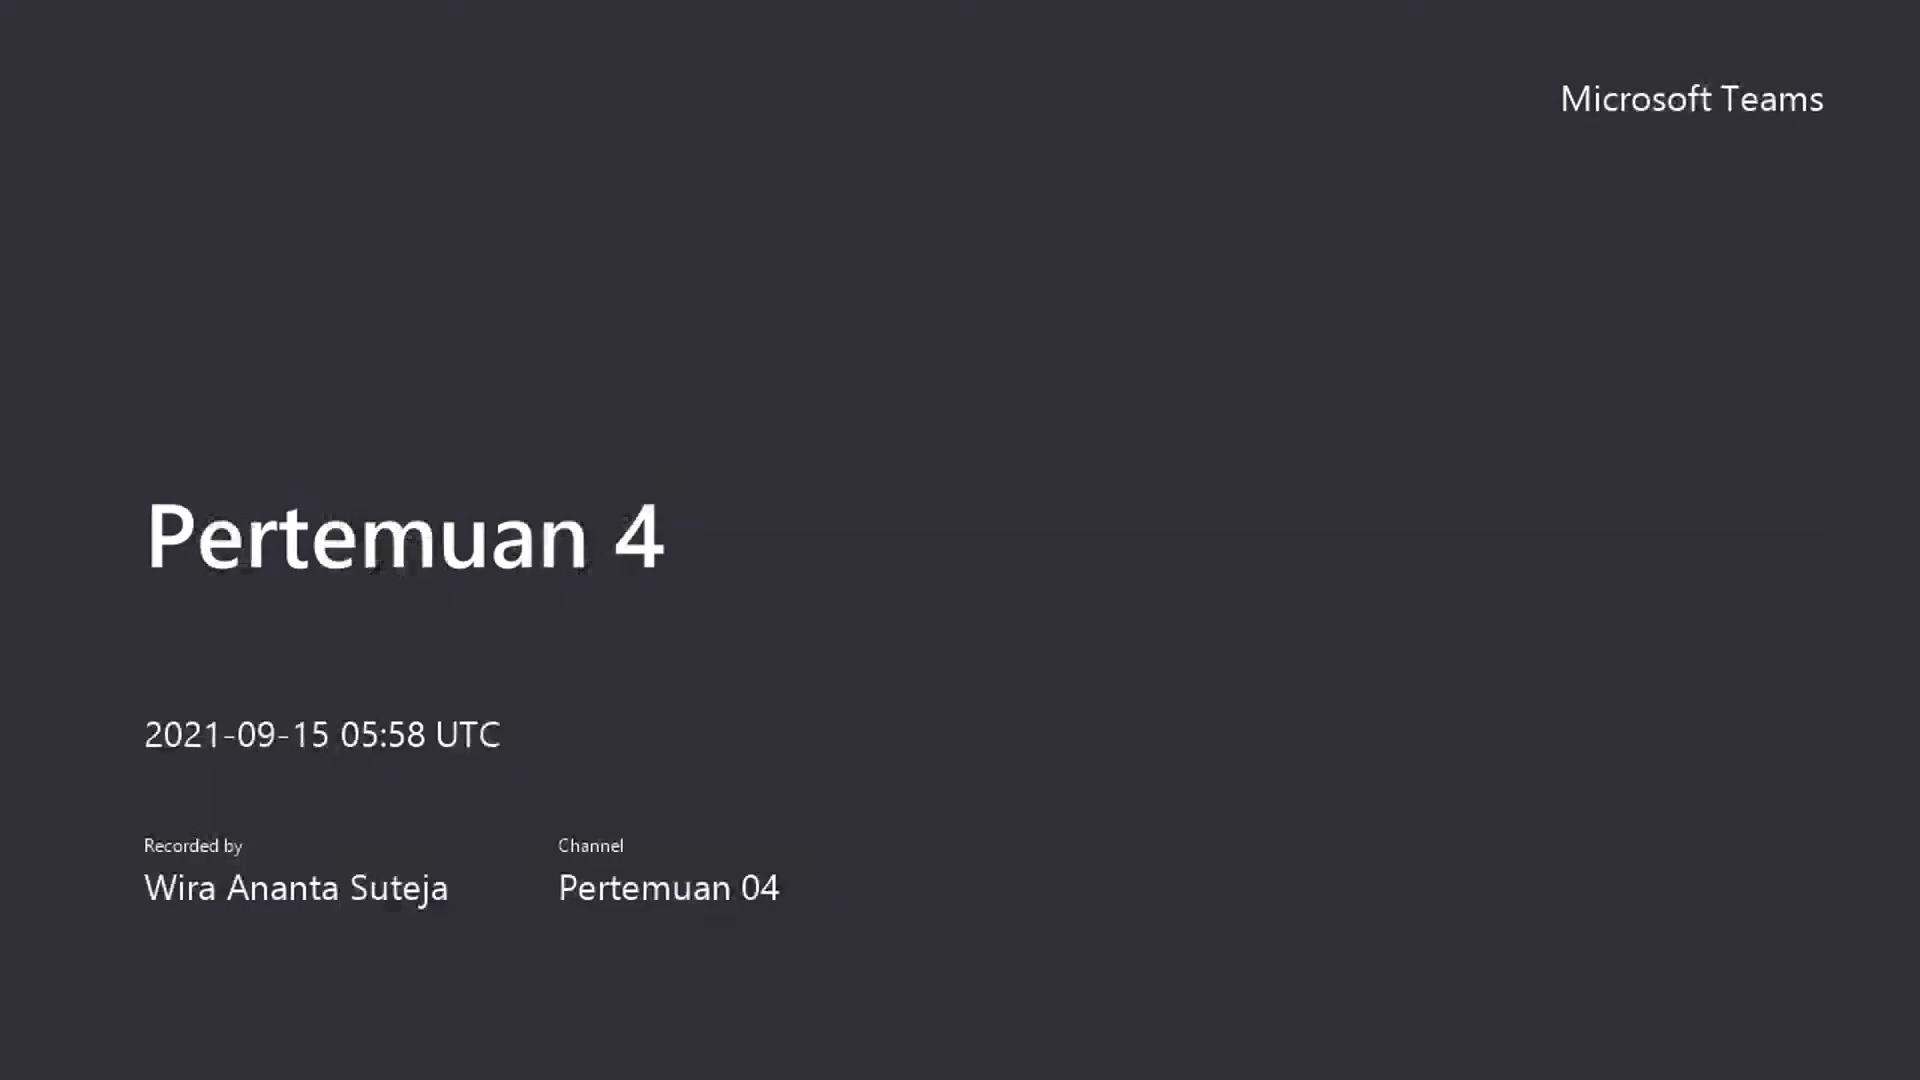 Microsoft Teams
Pertemuan 4
2021-09-15 05:58 UTC
Recorded by
Wira Ananta Suteja
Channel
Pertemuan 04